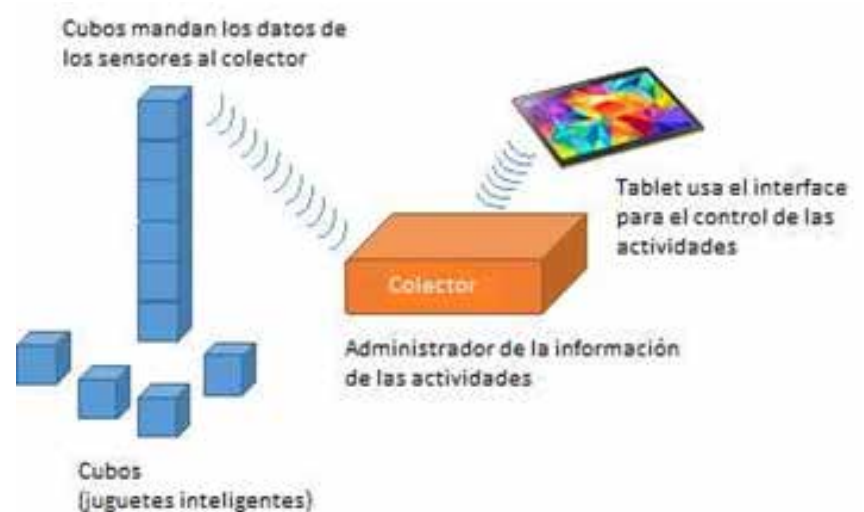 Cubos mandan los datos de
los sensores al colector
Tablet usa el interface
para el control de las
actividades
Colector
Administrador de la información
de las actividades
Cubos
(juguetes inteligentes)